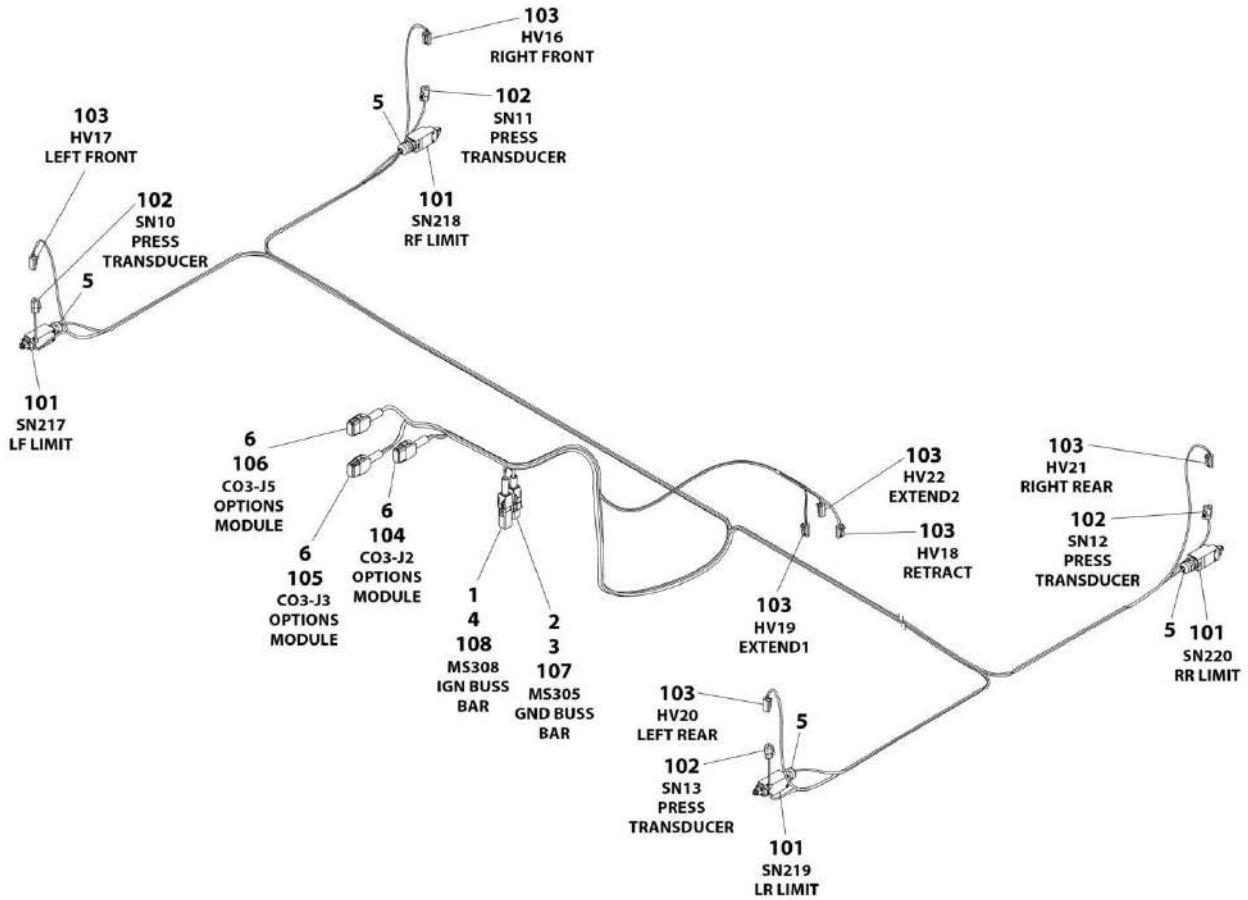 103
HV16
RIGHT FRONT
102
SN11
PRESS
TRANSDUCER
5
101
SN218
RF LIMIT
103
HV17
LEFT FRONT
102
SN10
PRESS
TRANSDUCER
5
101
SN217
LF LIMIT
6
106
CO3-J5
OPTIONS
MODULE
6
105
CO3-J3
OPTIONS
MODULE
6
104
CO3-J2
OPTIONS
MODULE
1
4
108
MS308
IGN BUSS
BAR
2
3
107
MS305
GND BUSS
BAR
103
HV22
EXTEND2
103
HV18
RETRACT
103
HV19
EXTEND1
103
HV21
RIGHT REAR
102
SN12
PRESS
TRANSDUCER
5
101
SN220
RR LIMIT
103
HV20
LEFT REAR
5
102
SN13
PRESS
TRANSDUCER
101
SN219
LR LIMIT